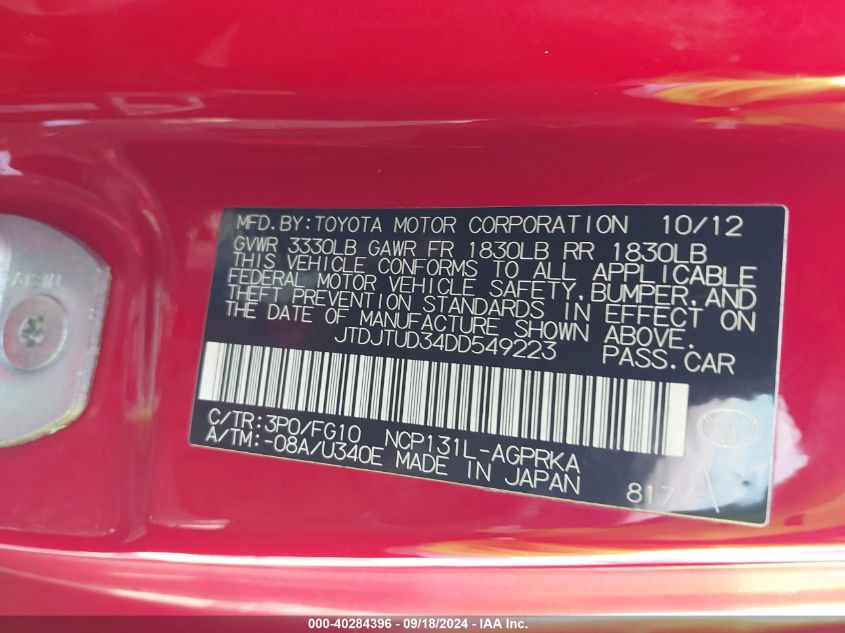 MFD.BY:TOYOTA MOTOR CORPORATION 10/12
GVWR 3330LB GAWR FR 1830LB RR 1830LB
THIS VEHICLE CONFORMS TO ALL APPLICABLE
FEDERAL MOTOR VEHICLE SAFETY,BUMPER,AND
THEFT PREVENTION STANDARDS IN EFFECT ON
THE DATE OF MANUFACTURE SHOWN ABOVE.
JTDJTUD34DD549223 PASS.CAR
C/TR:3P0/FG10 NCP131L-AGPRKA
A/TM:-08A/U340E MADE IN JAPAN 817A
AISIN
000-40284396 - 09/18/2024 - IAA Inc.